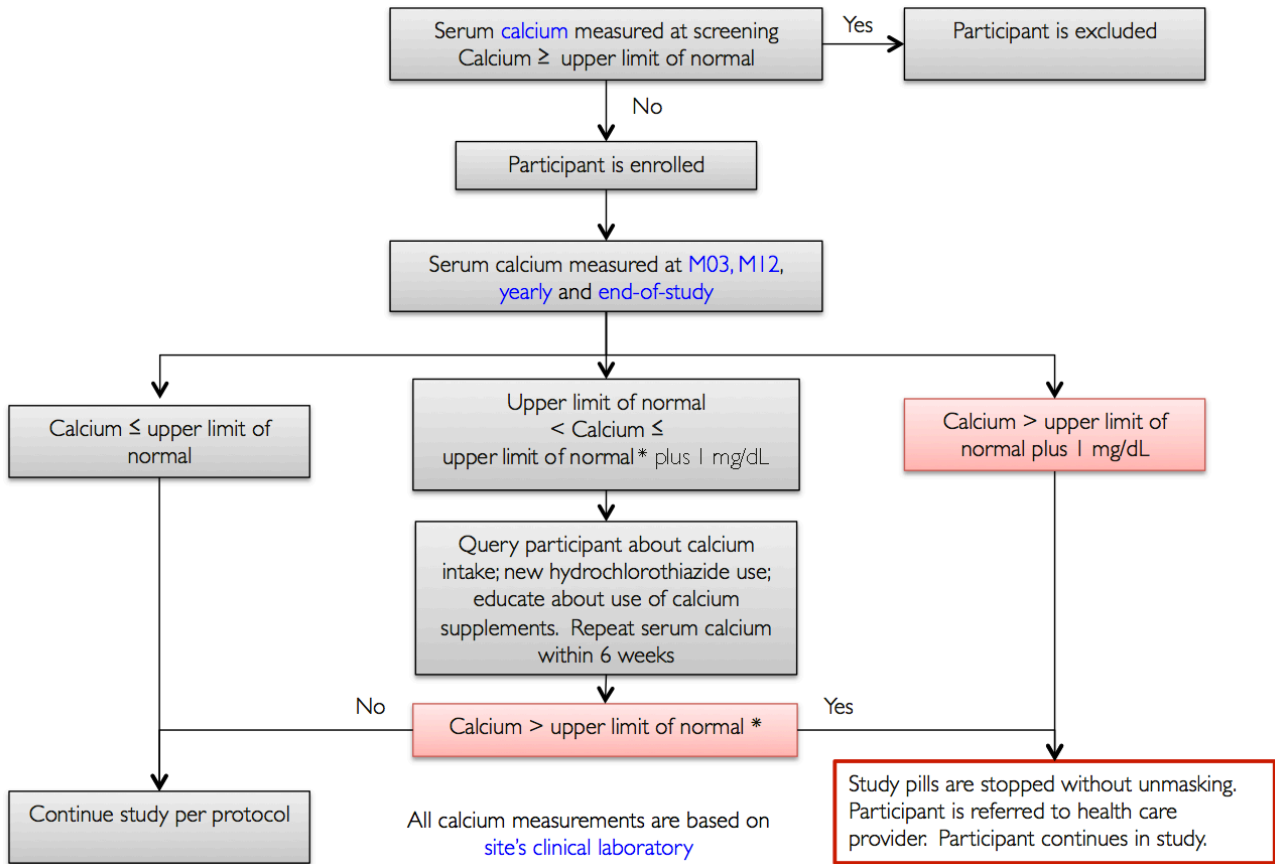 Serum calcium measured at screening
Calcium ≥ upper limit of normal
Yes
Participant is excluded
No
Participant is enrolled
Serum calcium measured at M03, M12,
yearly and end-of-study
Calcium ≤ upper limit of
normal
Upper limit of normal
< Calcium ≤
upper limit of normal* plus 1 mg/dL
Calcium > upper limit of
normal plus 1 mg/dL
Query participant about calcium
intake; new hydrochlorothiazide use;
educate about use of calcium
supplements. Repeat serum calcium
within 6 weeks
No
Calcium > upper limit of normal *
Yes
Continue study per protocol
All calcium measurements are based on
site's clinical laboratory
Study pills are stopped without unmasking.
Participant is referred to health care
provider. Participant continues in study.